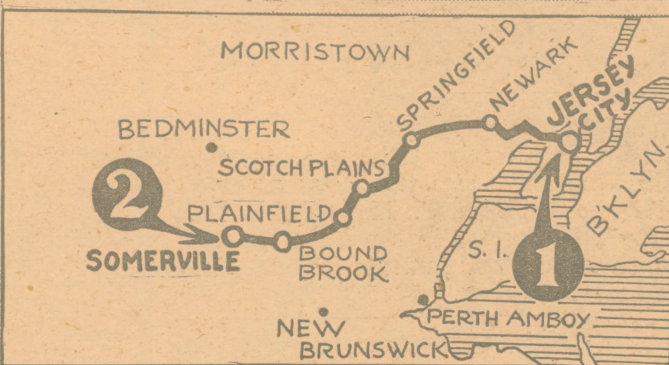 MORRISTOWN
SPRINGFIELD
NEWARK
JERSEY
CITY
BEDMINSTER
SCOTCH PLAINS
2
PLAINFIELD
B'KLYN.
SOMERVILLE
BOUND
BROOK
S. I.
1
PERTH AMBOY
NEW
BRUNSWICK